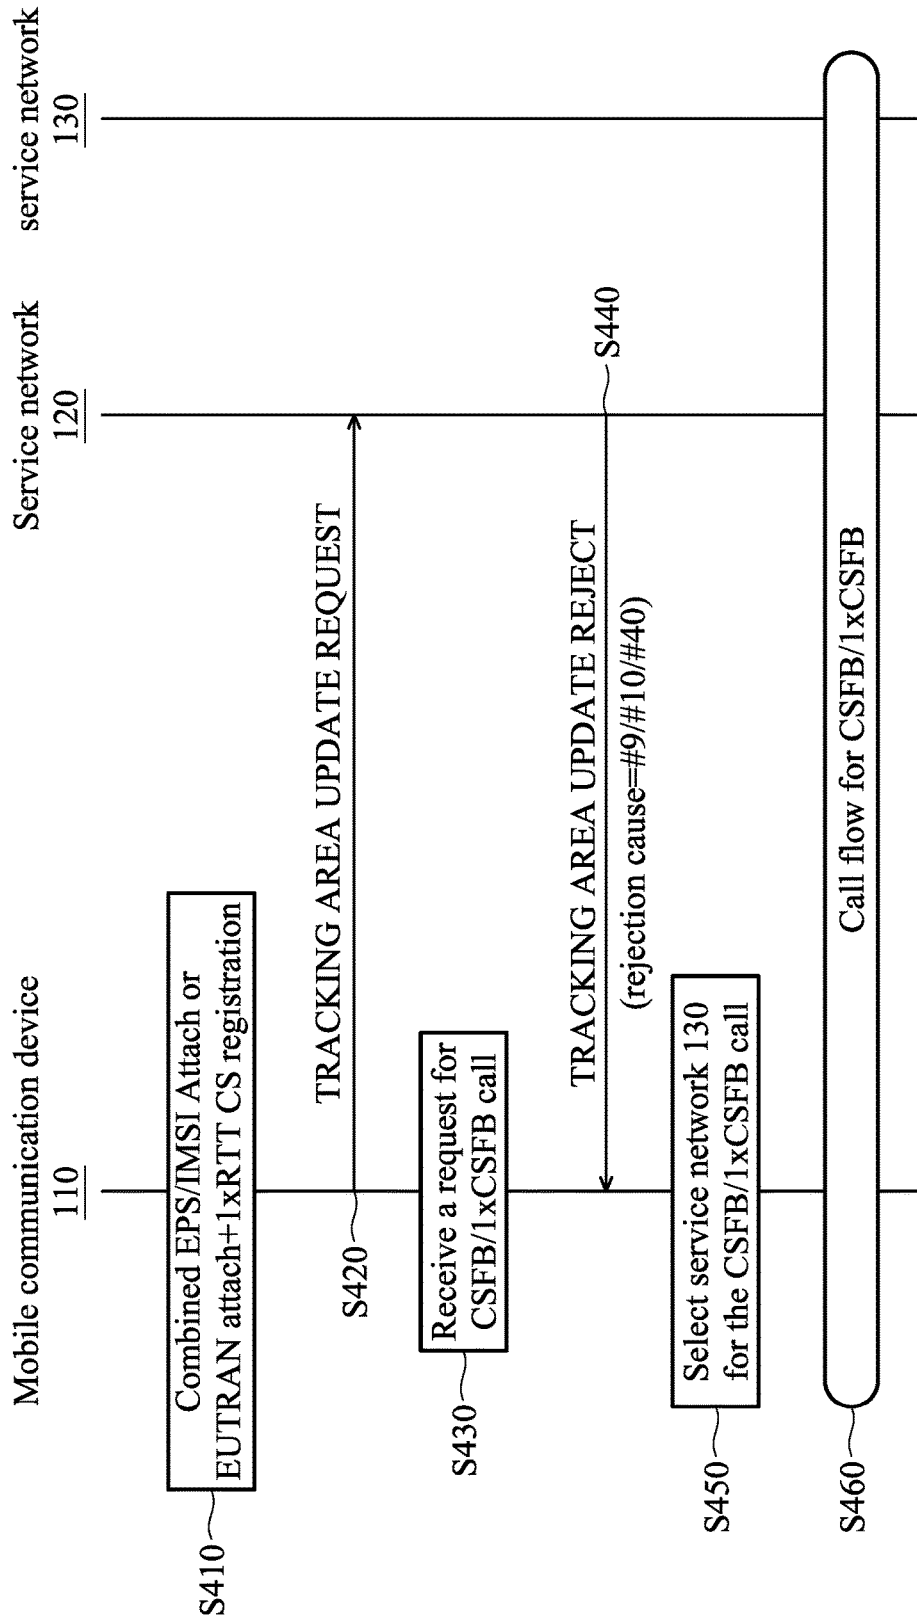 Mobile communication device
110
Service network
120
service network
130
S410
Combined EPS/IMSI Attach or
EUTRAN attach+1xRTT CS registration
S420
TRACKING AREA UPDATE REQUEST
S430
Receive a request for
CSFB/1xCSFB call
TRACKING AREA UPDATE REJECT
(rejection cause=#9/#10/#40)
S440
S450
Select service network 130
for the CSFB/1xCSFB call
S460
Call flow for CSFB/1xCSFB